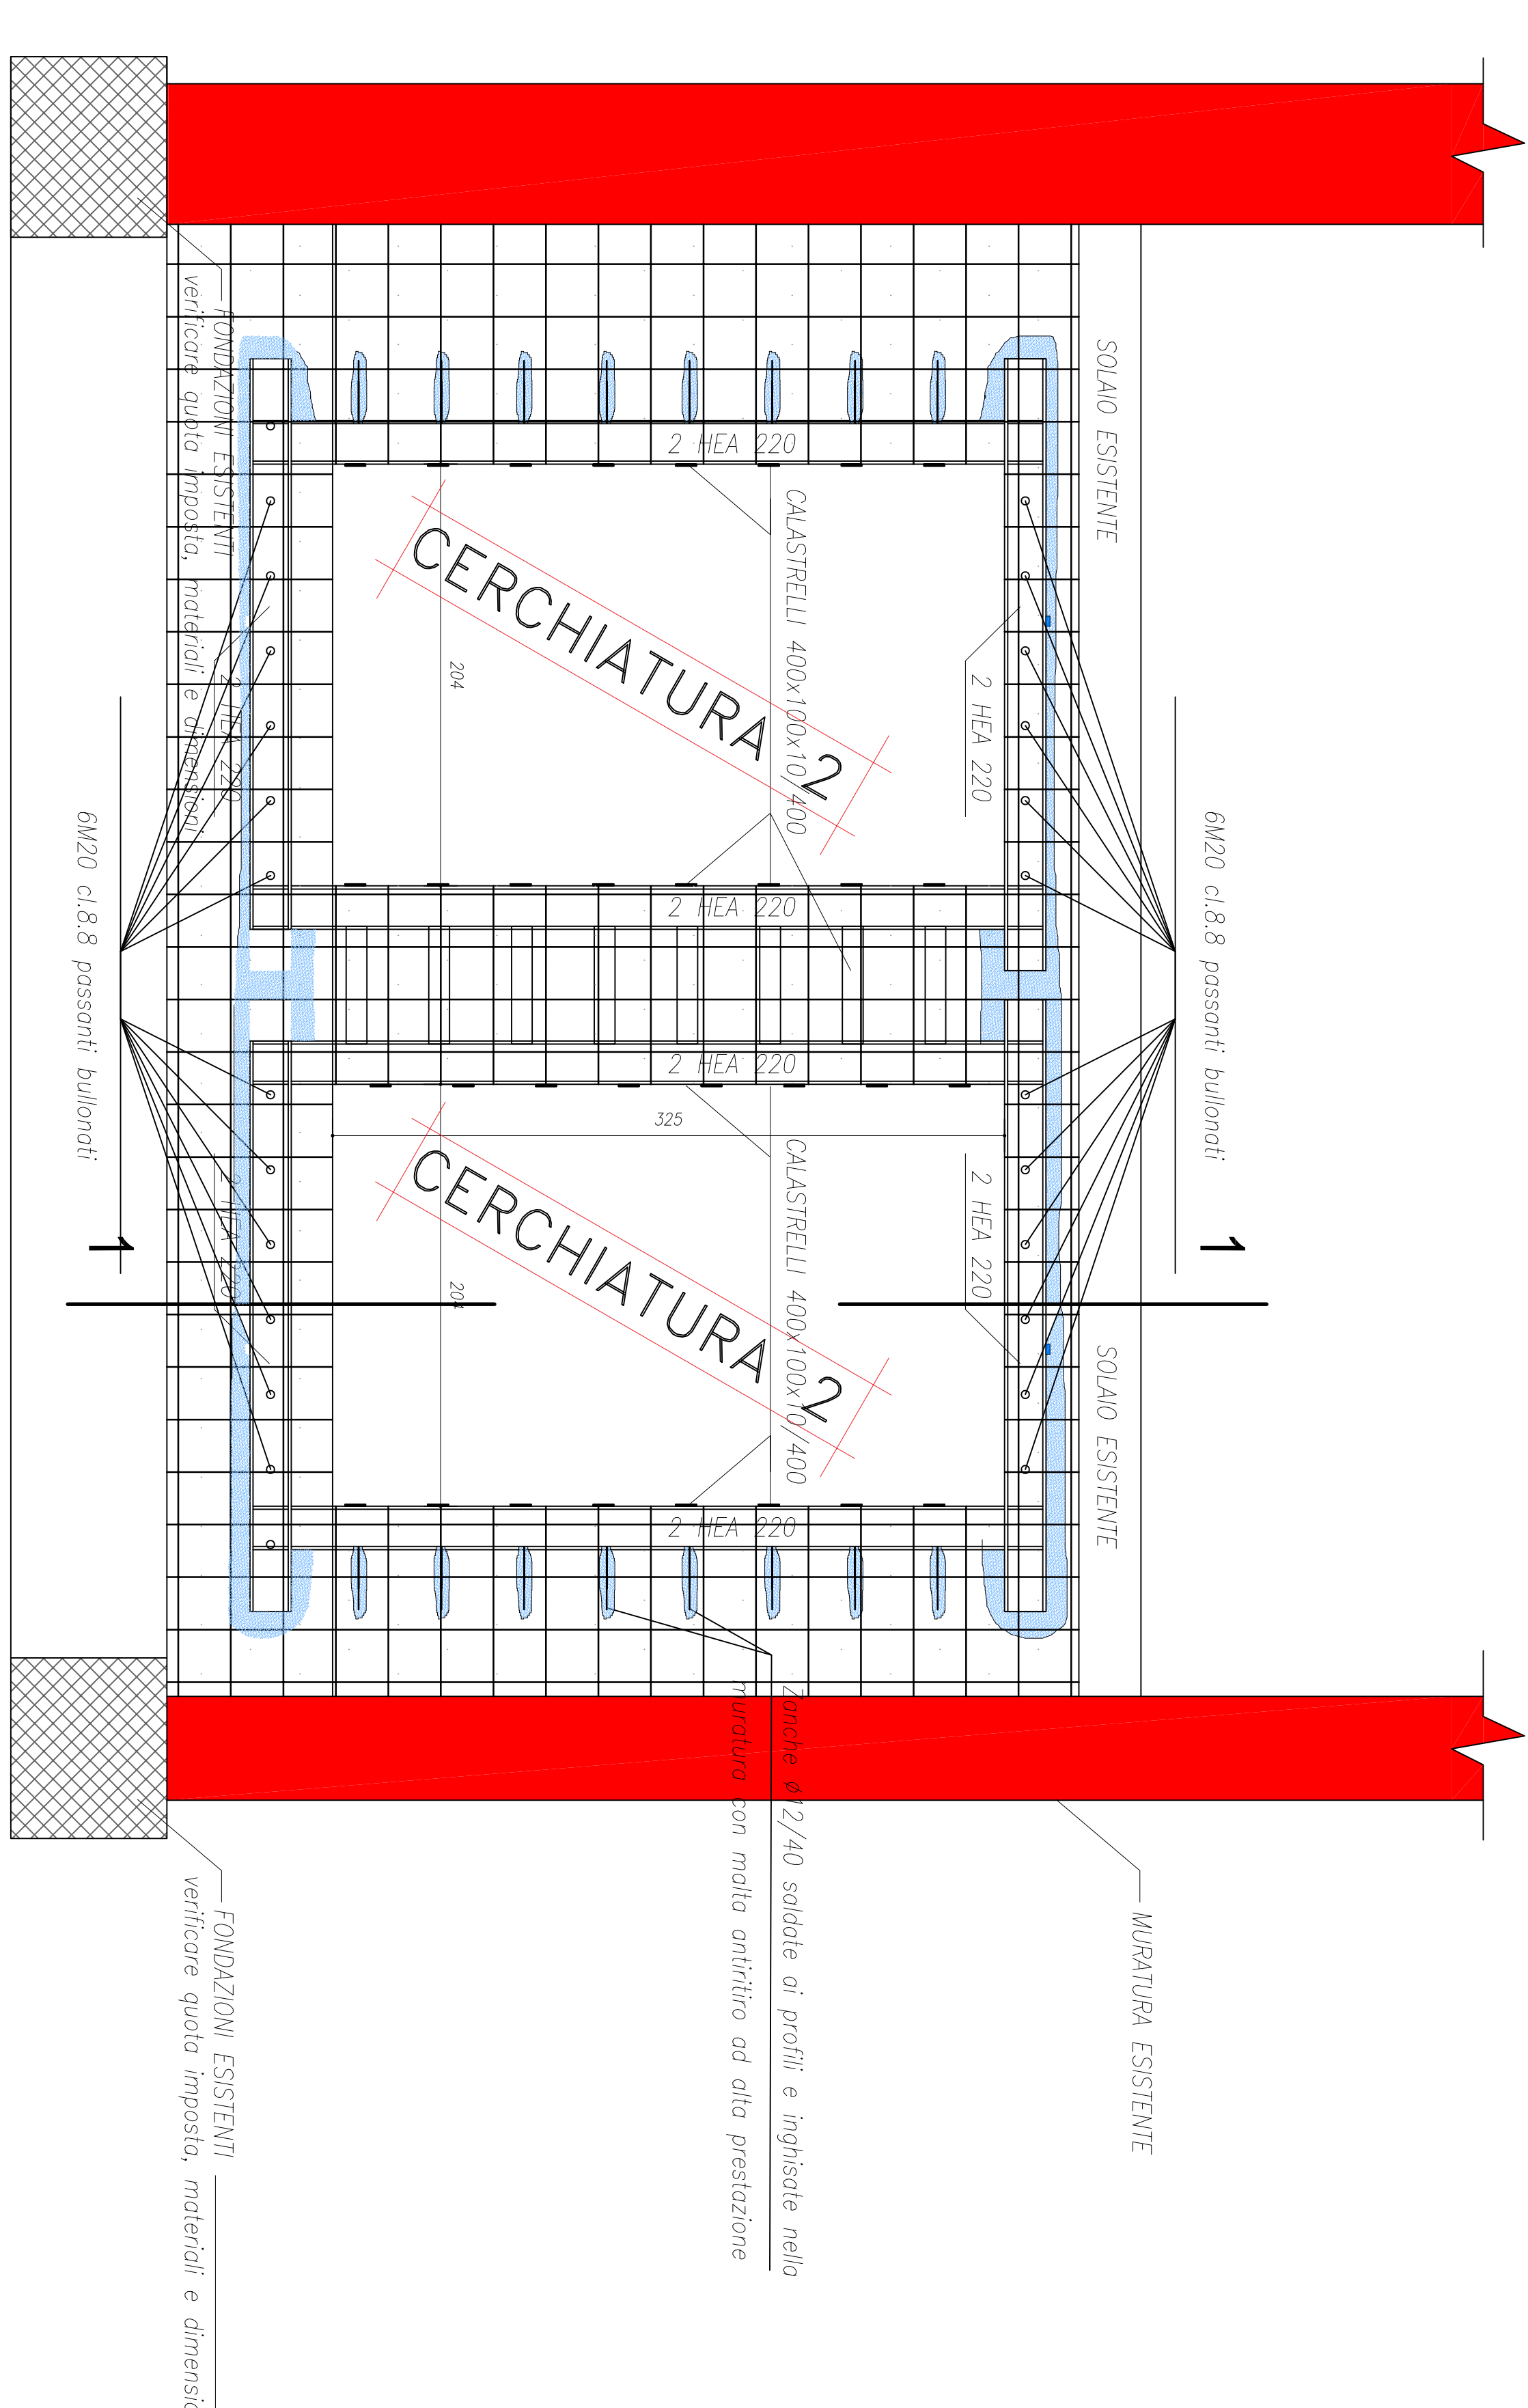 6M20 cl.8.8 passanti bullonati
1
SOLAIO ESISTENTE
SOLAIO ESISTENTE
MURATURA ESISTENTE
2 HEA 220
2 HEA 220
CALASTRELLI 400x100x10/400
CALASTRELLI 400x100x10//400
CERCHIATURA 2
CERCHIATURA 2
2 HEA 220
2 HEA 220
2 HEA 220
2 HEA 220
325
Zanche ø12/40 saldate ai profili e inghisate nella
muratura con malta antiritiro ad alta prestazione
204
204
2 HEA 220
2 HEA 220
FONDAZIONI ESISTENTI
verificare quota imposta, materiali e dimensioni
FONDAZIONI ESISTENTI
verificare quota imposta, materiali e dimensio
6M20 cl.8.8 passanti bullonati
1